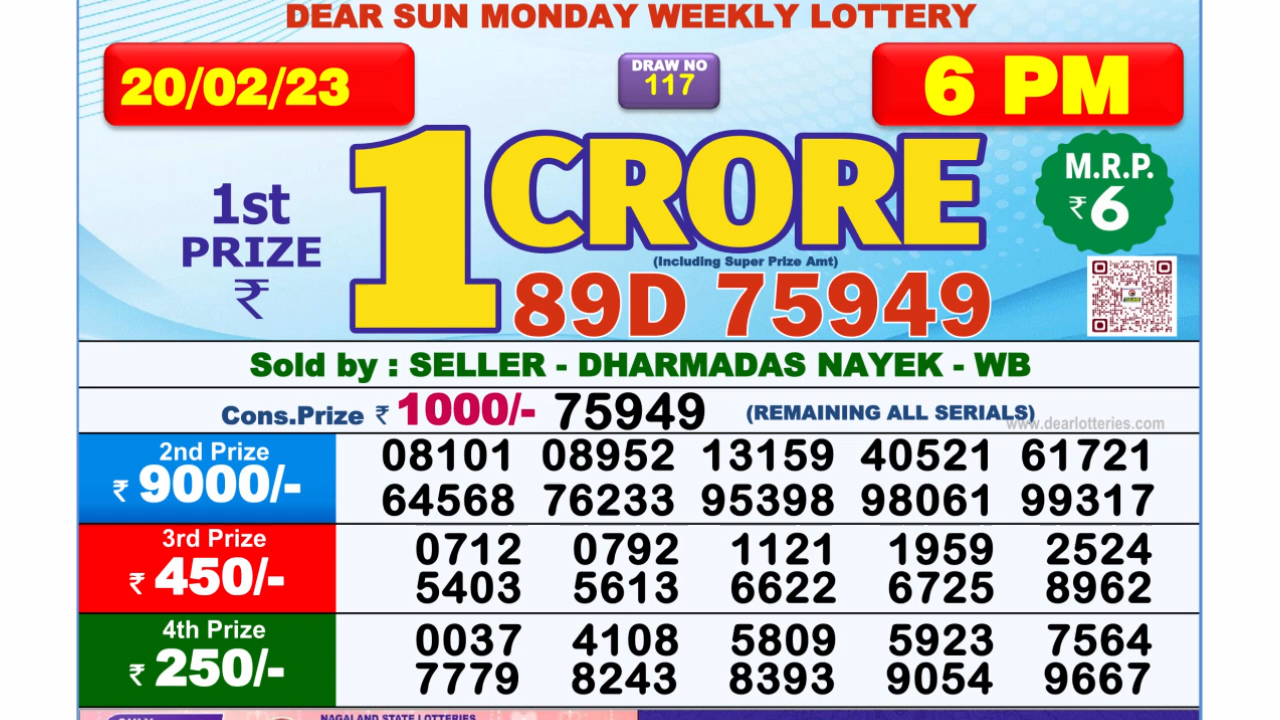 DEAR SUN MONDAY WEEKLY LOTTERY
20/02/23
DRAW NO
117
6 PM
1st
PRIZE
₹
1 CRORE
(Including Super Prize Amt)
M.R.P.
₹6
89D 75949
Sold by : SELLER - DHARMADAS NAYEK - WB
Cons.Prize ₹ 1000/- 75949 (REMAINING ALL SERIALS)
www.dearlotteries.com
2nd Prize
₹ 9000/-
08101 08952 13159 40521 61721
64568 76233 95398 98061 99317
3rd Prize
₹ 450/-
0712 0792 1121 1959 2524
5403 5613 6622 6725 8962
4th Prize
₹ 250/-
0037 4108 5809 5923 7564
7779 8243 8393 9054 9667
NAGALAND STATE LOTTERIES